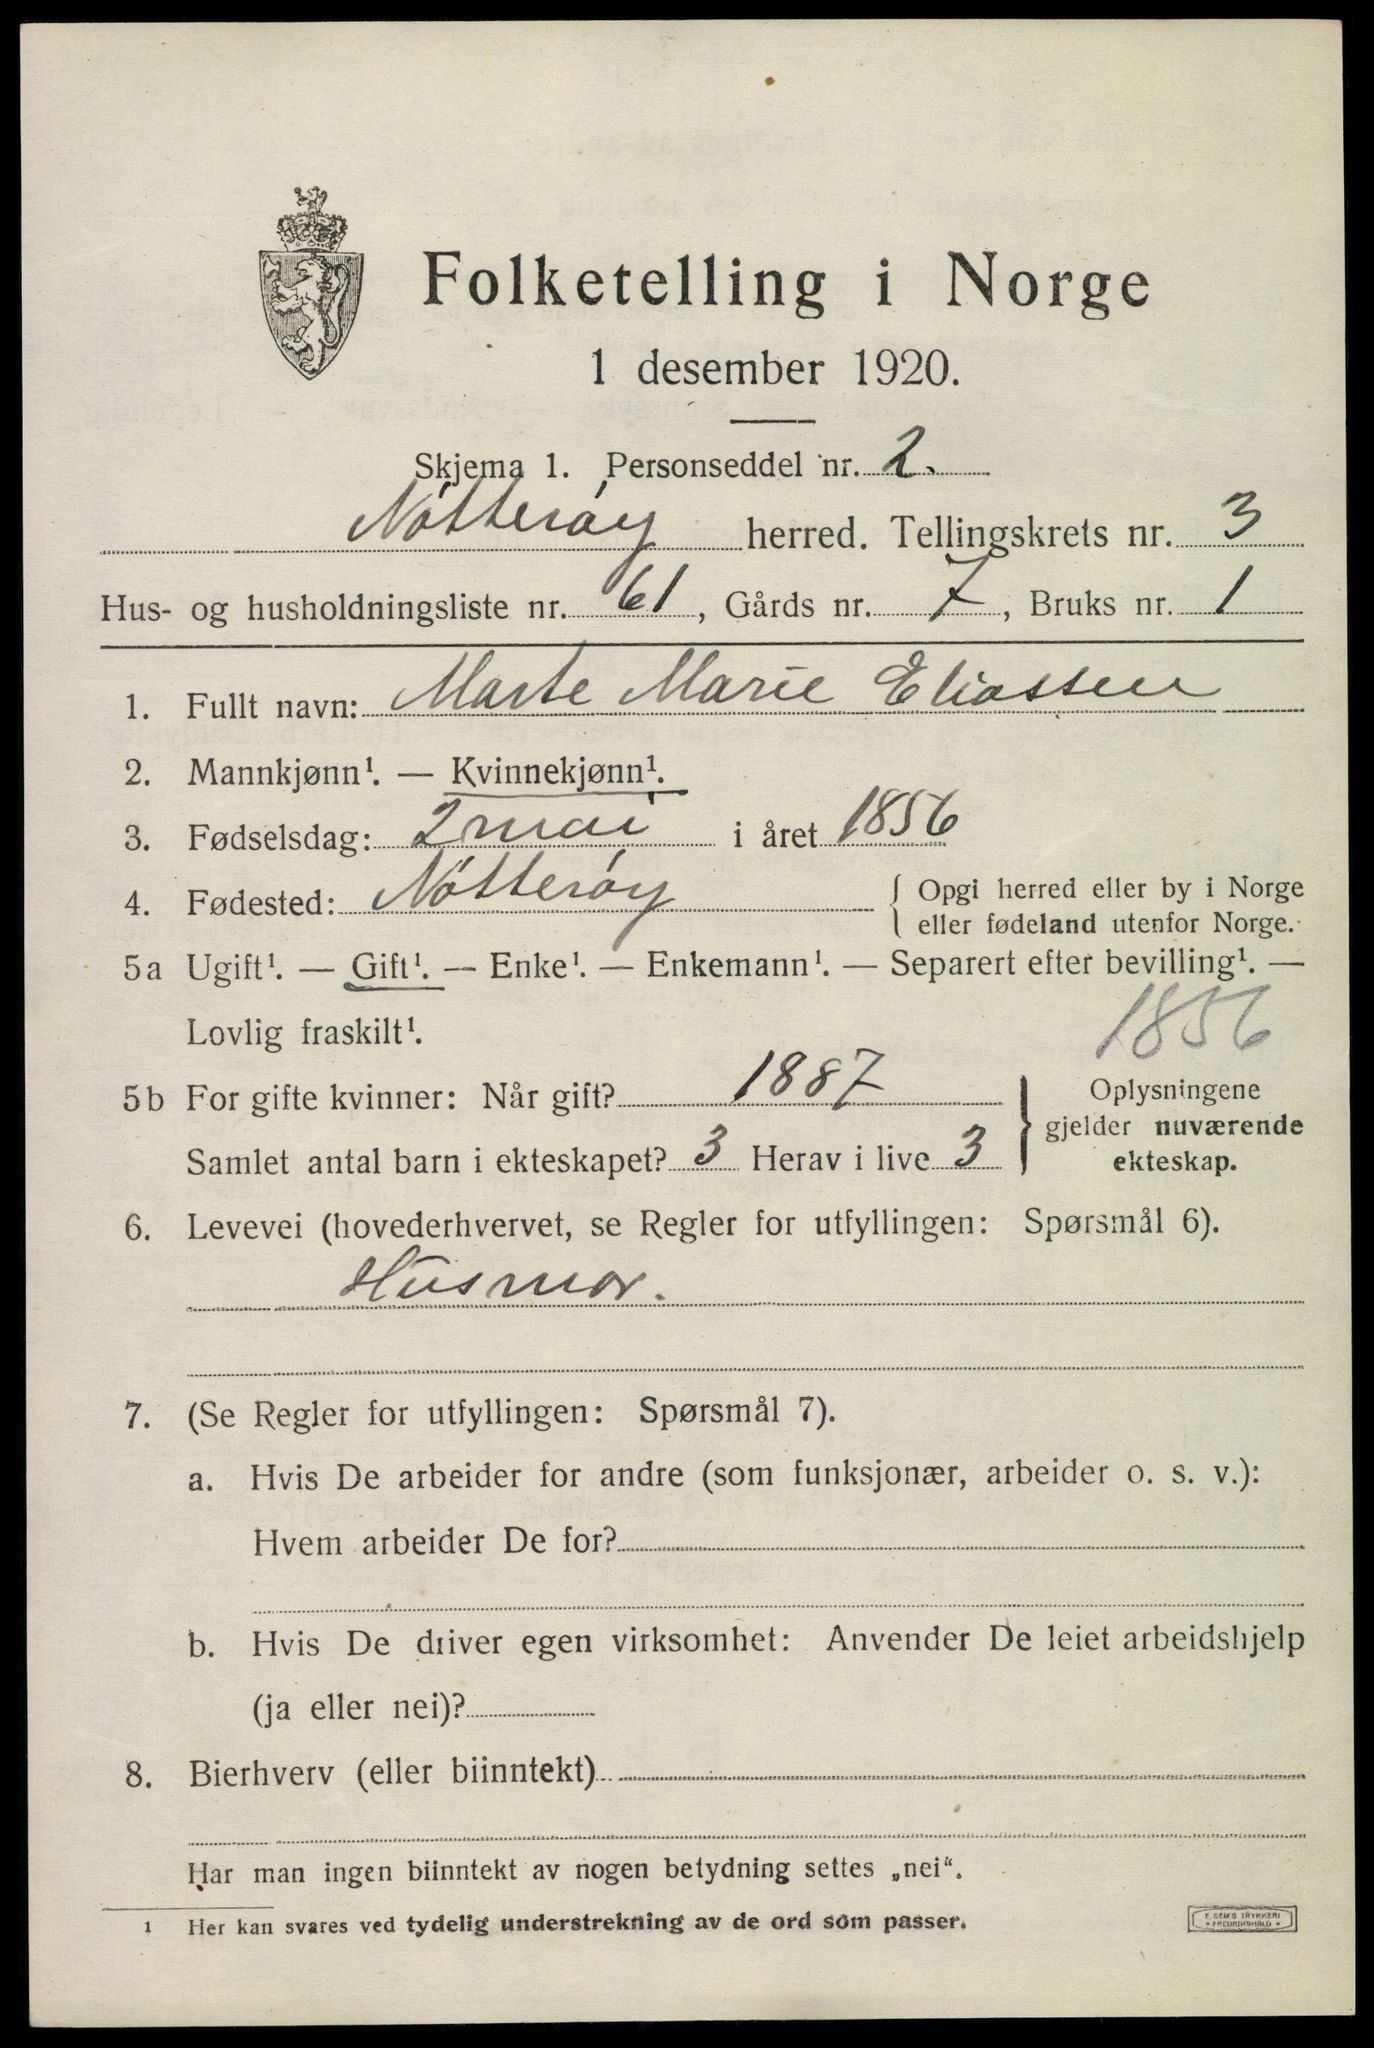 Folketelling i Norge
1 desember 1920.
Skjema 1. Personseddel nr. 2.
Nötteröy herred. Tellingskrets nr. 3
Hus- og husholdningsliste nr. 61, Gårds nr. 7, Bruks nr. 1
1. Fullt navn: Marte Marie Eliassen
2. Mannkjønn¹. — Kvinnekjønn¹.
3. Fødselsdag: 2 mai i året 1856
4. Fødested: Nötteröy { Opgi herred eller by i Norge
eller fødeland utenfor Norge.
5a Ugift¹. — Gift¹. — Enke¹. — Enkemann¹. — Separert efter bevilling¹. —
Lovlig fraskilt¹. 1856
5b For gifte kvinner: Når gift? 1887
Samlet antal barn i ekteskapet? 3 Herav i live 3
} Oplysningene
gjelder nuværende
ekteskap.
6. Levevei (hovederhvervet, se Regler for utfyllingen: Spørsmål 6).
Husmor.
7. (Se Regler for utfyllingen: Spørsmål 7).
a. Hvis De arbeider for andre (som funksjonær, arbeider o. s. v.):
Hvem arbeider De for?
b. Hvis De driver egen virksomhet: Anvender De leiet arbeidshjelp
(ja eller nei)?
8. Bierhverv (eller biinntekt)
Har man ingen biinntekt av nogen betydning settes „nei“.
¹ Her kan svares ved tydelig understrekning av de ord som passer.
E. SEM'S TRYKKERI
• FREDRIKSHALD •